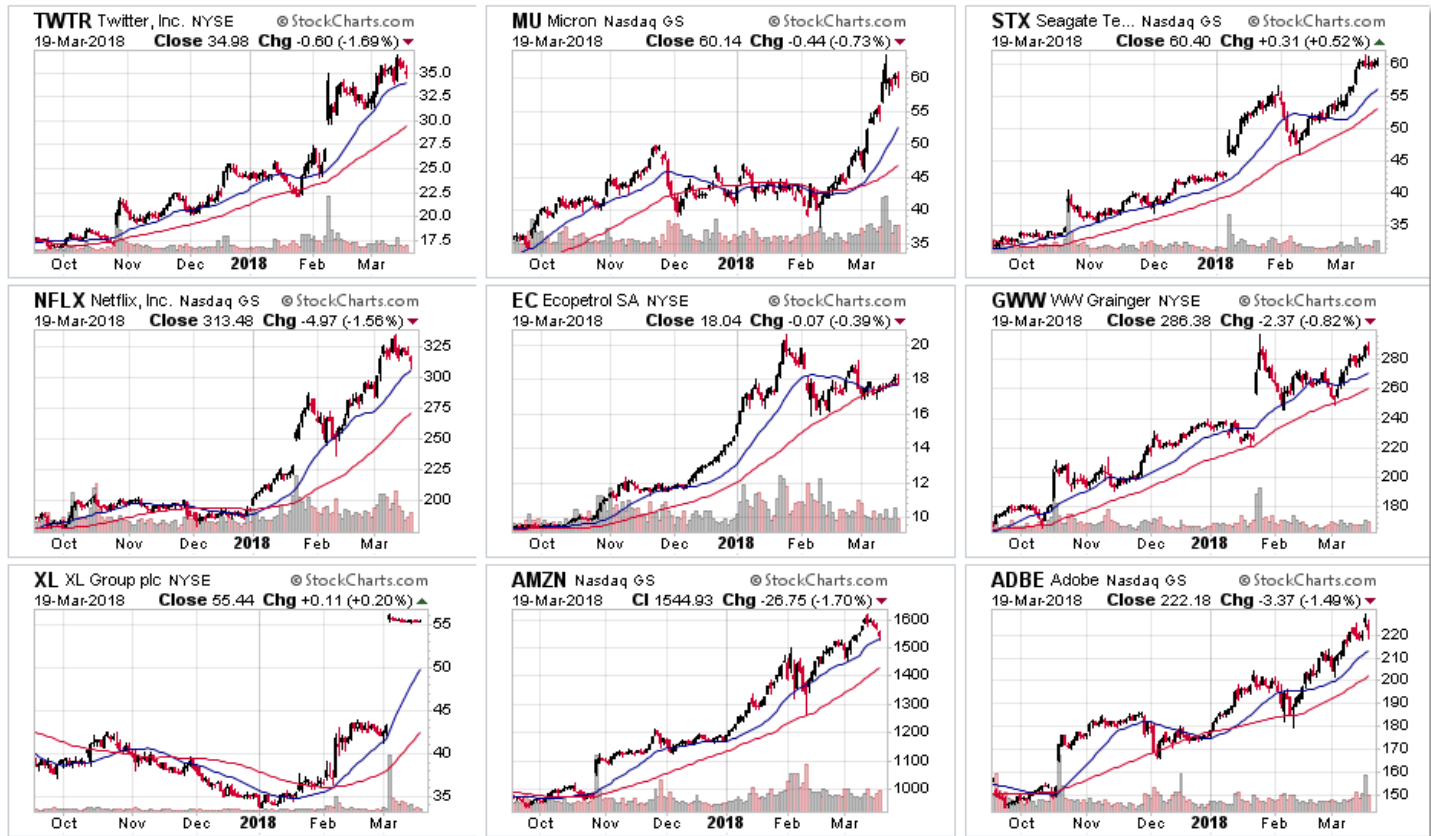 TWTR Twitter, Inc. NYSE © StockCharts.com
19-Mar-2018 Close 34.98 Chg -0.60 (-1.69%)
35.0
32.5
30.0
27.5
25.0
22.5
20.0
17.5
Oct Nov Dec 2018 Feb Mar
MU Micron Nasdaq GS © StockCharts.com
19-Mar-2018 Close 60.14 Chg -0.44 (-0.73%)
60
55
50
45
40
35
Oct Nov Dec 2018 Feb Mar
STX Seagate Te... Nasdaq GS © StockCharts.com
19-Mar-2018 Close 60.40 Chg +0.31 (+0.52%)
60
55
50
45
40
35
Oct Nov Dec 2018 Feb Mar
NFLX Netflix, Inc. Nasdaq GS © StockCharts.com
19-Mar-2018 Close 313.48 Chg -4.97 (-1.56%)
325
300
275
250
225
200
Oct Nov Dec 2018 Feb Mar
EC Ecopetrol SA NYSE © StockCharts.com
19-Mar-2018 Close 18.04 Chg -0.07 (-0.39%)
20
18
16
14
12
10
Oct Nov Dec 2018 Feb Mar
GWW WW Grainger NYSE © StockCharts.com
19-Mar-2018 Close 286.38 Chg -2.37 (-0.82%)
280
260
240
220
200
180
Oct Nov Dec 2018 Feb Mar
XL XL Group plc NYSE © StockCharts.com
19-Mar-2018 Close 55.44 Chg +0.11 (+0.20%)
55
50
45
40
35
Oct Nov Dec 2018 Feb Mar
AMZN Nasdaq GS © StockCharts.com
19-Mar-2018 Cl 1544.93 Chg -26.75 (-1.70%)
1600
1500
1400
1300
1200
1100
1000
Oct Nov Dec 2018 Feb Mar
ADBE Adobe Nasdaq GS © StockCharts.com
19-Mar-2018 Close 222.18 Chg -3.37 (-1.49%)
220
210
200
190
180
170
160
150
Oct Nov Dec 2018 Feb Mar